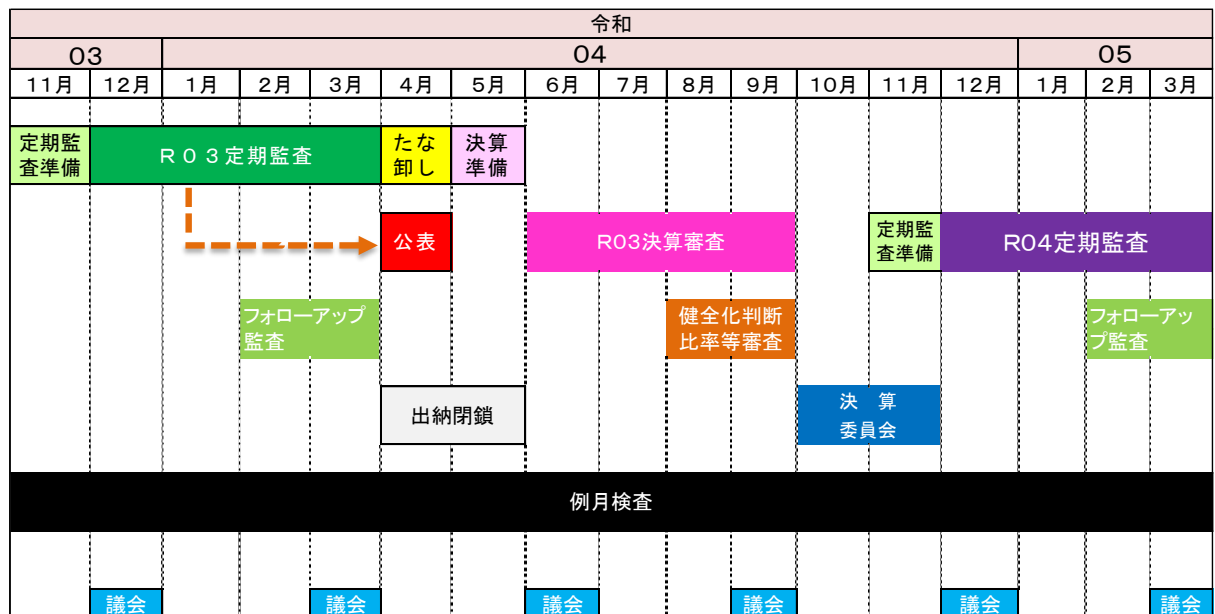 令和
03 04 05
11月 12月 1月 2月 3月 4月 5月 6月 7月 8月 9月 10月 11月 12月 1月 2月 3月
定期監
査準備
R03定期監査
たな
卸し
決算
準備
公表
R03決算審査
定期監
査準備
R04定期監査
フォローアップ
監査
健全化判断
比率等審査
フォローアッ
プ監査
出納閉鎖
決 算
委員会
例月検査
議会 議会 議会 議会 議会 議会